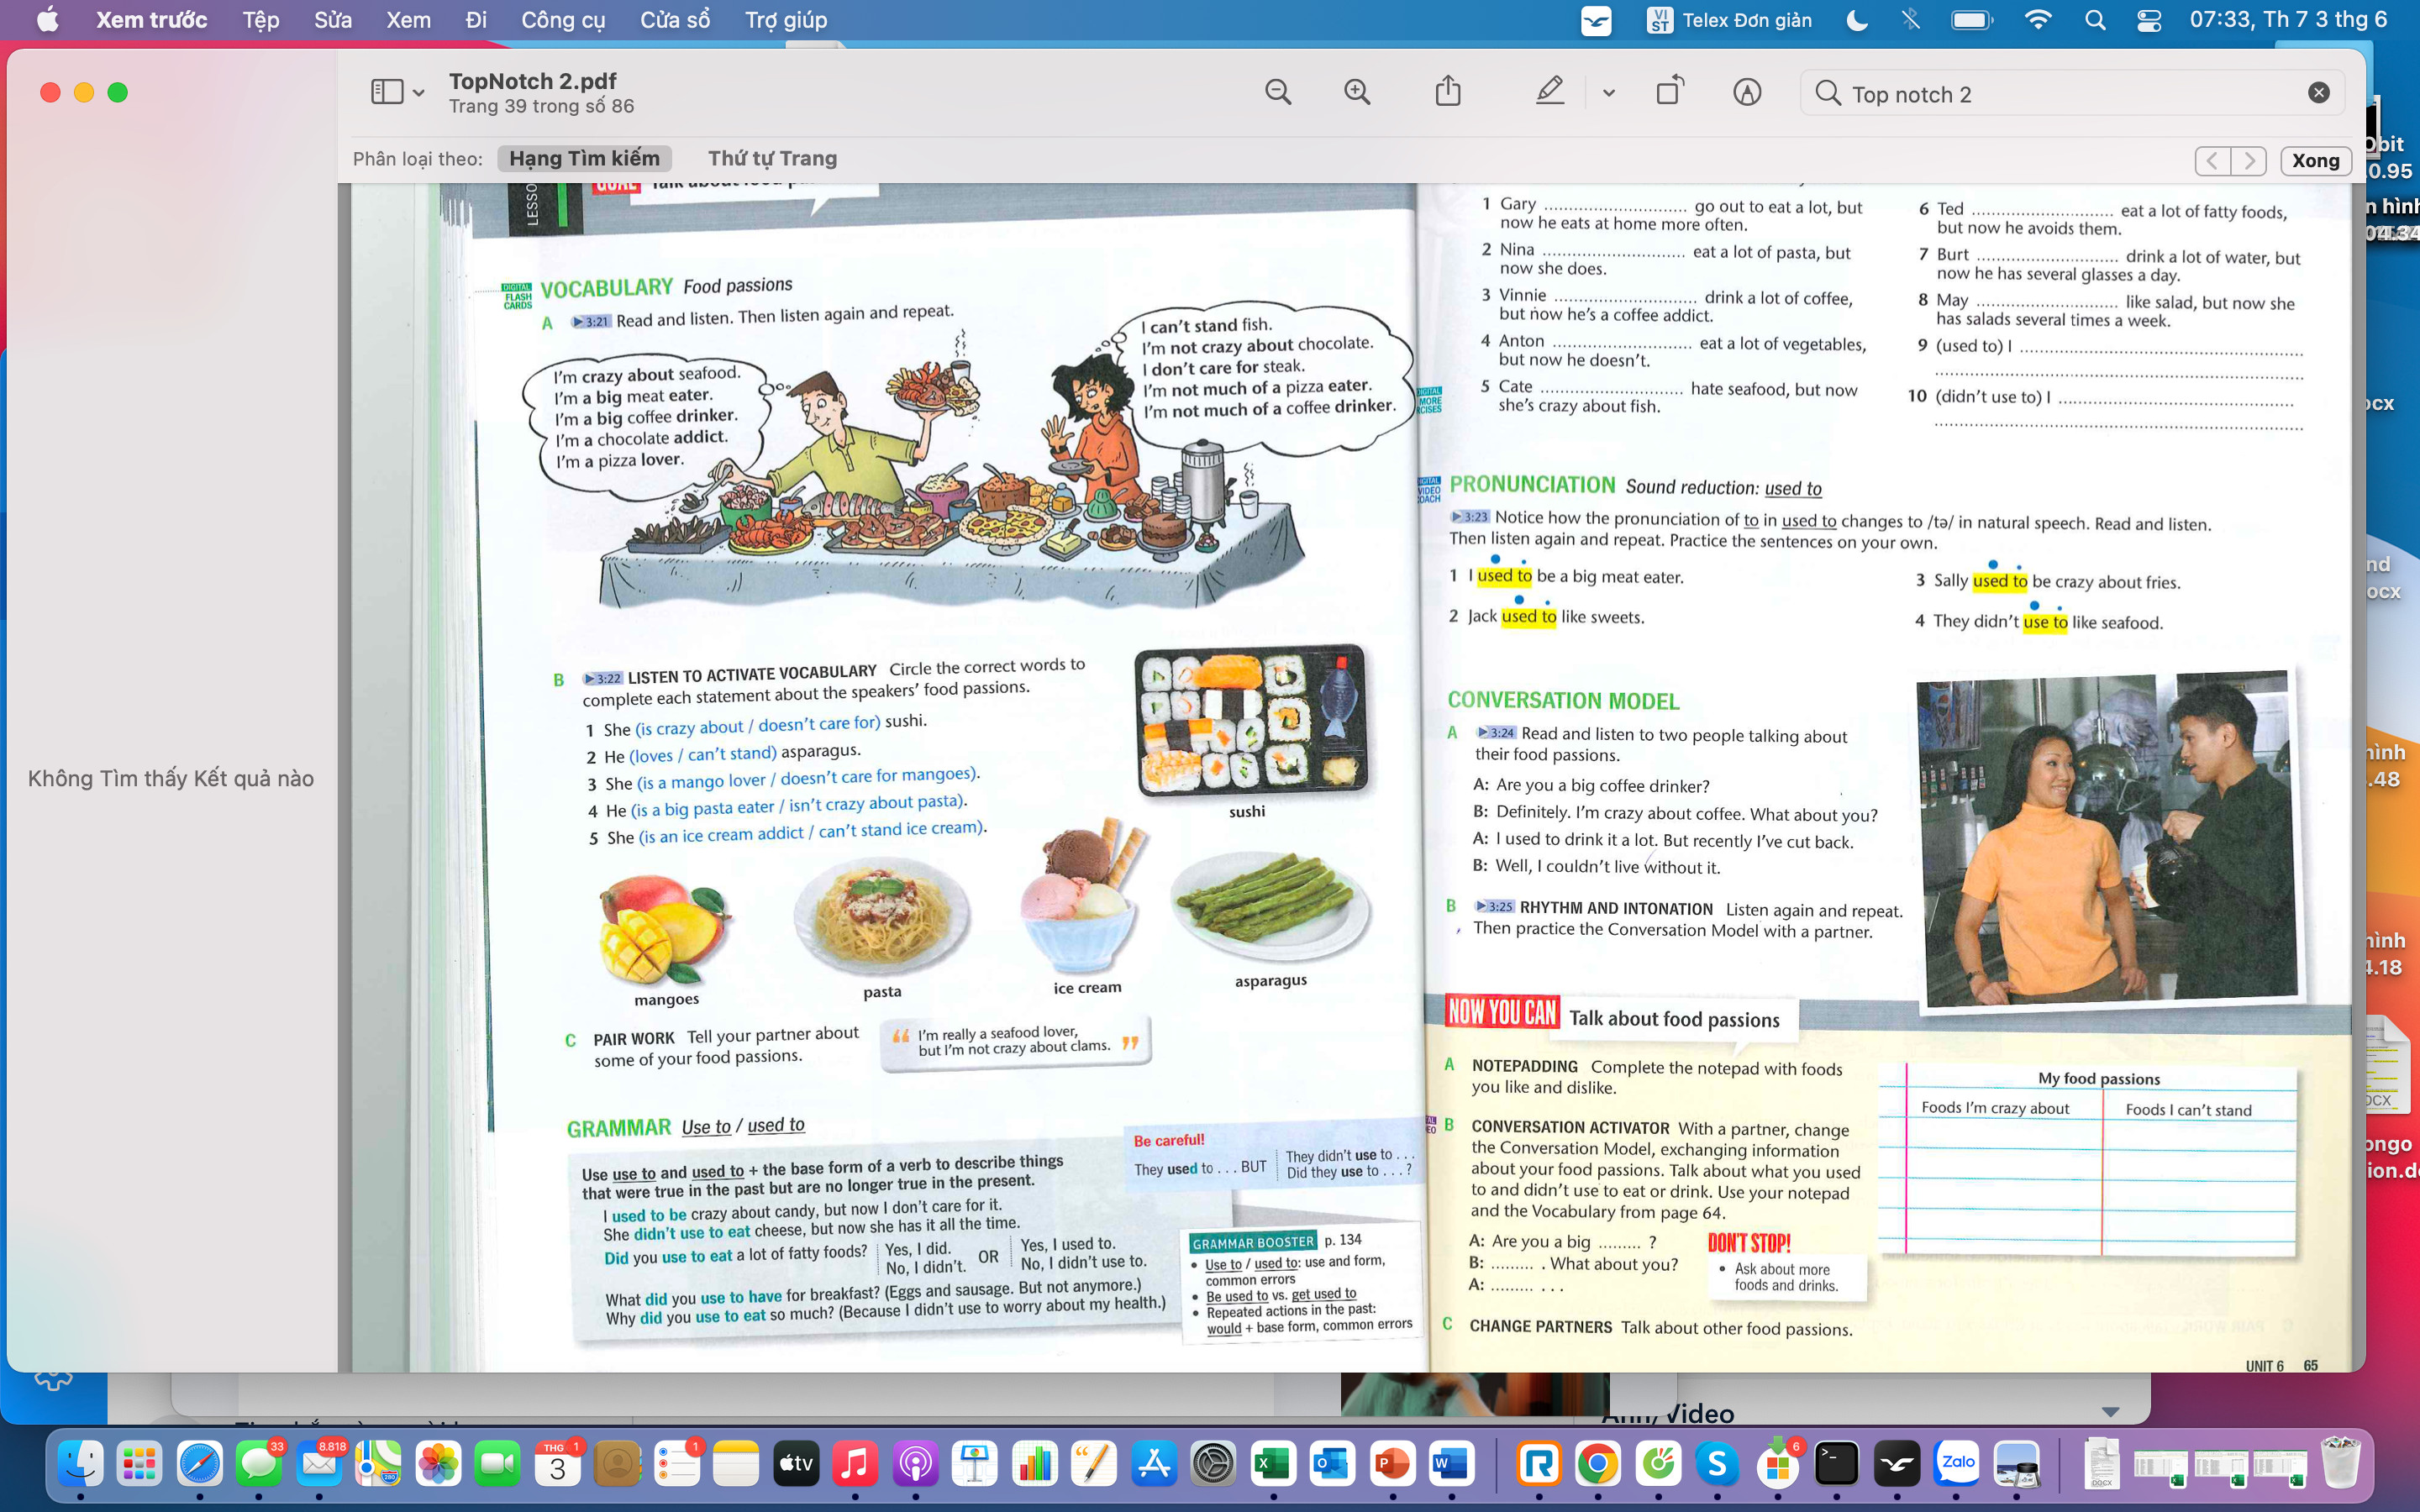 Xem trước Tệp Sửa Xem Đi Công cụ Cửa sổ Trợ giúp
VI ST Telex Đơn giản 07:33, Th 7 3 thg 6
TopNotch 2.pdf
Trang 39 trong số 86
Top notch 2
Phân loại theo: Hạng Tìm kiếm Thứ tự Trang
Xong
Không Tìm thấy Kết quả nào
GOAL
VOCABULARY Food passions
DIGITAL FLASH CARDS
A 3:21 Read and listen. Then listen again and repeat.
I'm crazy about seafood.
I'm a big meat eater.
I'm a big coffee drinker.
I'm a chocolate addict.
I'm a pizza lover.
I can't stand fish.
I'm not crazy about chocolate.
I don't care for steak.
I'm not much of a pizza eater.
I'm not much of a coffee drinker.
B 3:22 LISTEN TO ACTIVATE VOCABULARY Circle the correct words to
complete each statement about the speakers' food passions.
1 She (is crazy about / doesn't care for) sushi.
2 He (loves / can't stand) asparagus.
3 She (is a mango lover / doesn't care for mangoes).
4 He (is a big pasta eater / isn't crazy about pasta).
5 She (is an ice cream addict / can't stand ice cream).
sushi
mangoes
pasta
ice cream
asparagus
C PAIR WORK Tell your partner about
some of your food passions.
“ I'm really a seafood lover,
but I'm not crazy about clams. ”
GRAMMAR Use to / used to
Use use to and used to + the base form of a verb to describe things
that were true in the past but are no longer true in the present.
I used to be crazy about candy, but now I don't care for it.
She didn't use to eat cheese, but now she has it all the time.
Did you use to eat a lot of fatty foods? Yes, I did. OR Yes, I used to.
No, I didn't. No, I didn't use to.
What did you use to have for breakfast? (Eggs and sausage. But not anymore.)
Why did you use to eat so much? (Because I didn't use to worry about my health.)
Be careful!
They used to . . . BUT They didn't use to . . .
Did they use to . . . ?
GRAMMAR BOOSTER p. 134
• Use to / used to: use and form,
common errors
• Be used to vs. get used to
• Repeated actions in the past:
would + base form, common errors
1 Gary .......... go out to eat a lot, but
now he eats at home more often.
2 Nina .......... eat a lot of pasta, but
now she does.
3 Vinnie .......... drink a lot of coffee,
but now he's a coffee addict.
4 Anton .......... eat a lot of vegetables,
but now he doesn't.
5 Cate .......... hate seafood, but now
she's crazy about fish.
6 Ted .......... eat a lot of fatty foods,
but now he avoids them.
7 Burt .......... drink a lot of water, but
now he has several glasses a day.
8 May .......... like salad, but now she
has salads several times a week.
9 (used to) I ..........
10 (didn't use to) I ..........
PRONUNCIATION Sound reduction: used to
3:23 Notice how the pronunciation of to in used to changes to /tə/ in natural speech. Read and listen.
Then listen again and repeat. Practice the sentences on your own.
1 I used to be a big meat eater.
2 Jack used to like sweets.
3 Sally used to be crazy about fries.
4 They didn't use to like seafood.
CONVERSATION MODEL
A 3:24 Read and listen to two people talking about
their food passions.
A: Are you a big coffee drinker?
B: Definitely. I'm crazy about coffee. What about you?
A: I used to drink it a lot. But recently I've cut back.
B: Well, I couldn't live without it.
B 3:25 RHYTHM AND INTONATION Listen again and repeat.
Then practice the Conversation Model with a partner.
NOW YOU CAN Talk about food passions
A NOTEPADDING Complete the notepad with foods
you like and dislike.
B CONVERSATION ACTIVATOR With a partner, change
the Conversation Model, exchanging information
about your food passions. Talk about what you used
to and didn't use to eat or drink. Use your notepad
and the Vocabulary from page 64.
A: Are you a big ......... ?
B: ......... . What about you?
A: ......... . . .
DON'T STOP!
• Ask about more
foods and drinks.
My food passions
Foods I'm crazy about Foods I can't stand
C CHANGE PARTNERS Talk about other food passions.
UNIT 6 65
33
8.818
THG 1
3
1
tv
6
Zalo
DOCX